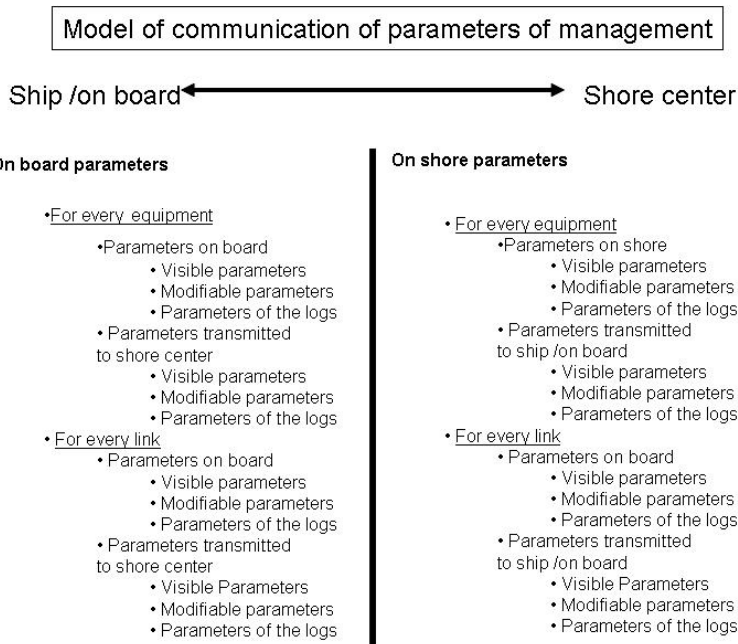 Model of communication of parameters of management
Ship /on board
Shore center
On board parameters
•For every equipment
•Parameters on board
• Visible parameters
• Modifiable parameters
• Parameters of the logs
• Parameters transmitted
to shore center
• Visible parameters
• Modifiable parameters
• Parameters of the logs
• For every link
• Parameters on board
• Visible parameters
• Modifiable parameters
• Parameters of the logs
• Parameters transmitted
to shore center
• Visible Parameters
• Modifiable parameters
• Parameters of the logs
On shore parameters
• For every equipment
•Parameters on shore
• Visible parameters
• Modifiable parameters
• Parameters of the logs
• Parameters transmitted
to ship /on board
• Visible parameters
• Modifiable parameters
• Parameters of the logs
• For every link
• Parameters on board
• Visible parameters
• Modifiable parameters
• Parameters of the logs
• Parameters transmitted
to ship /on board
• Visible Parameters
• Modifiable parameters
• Parameters of the logs